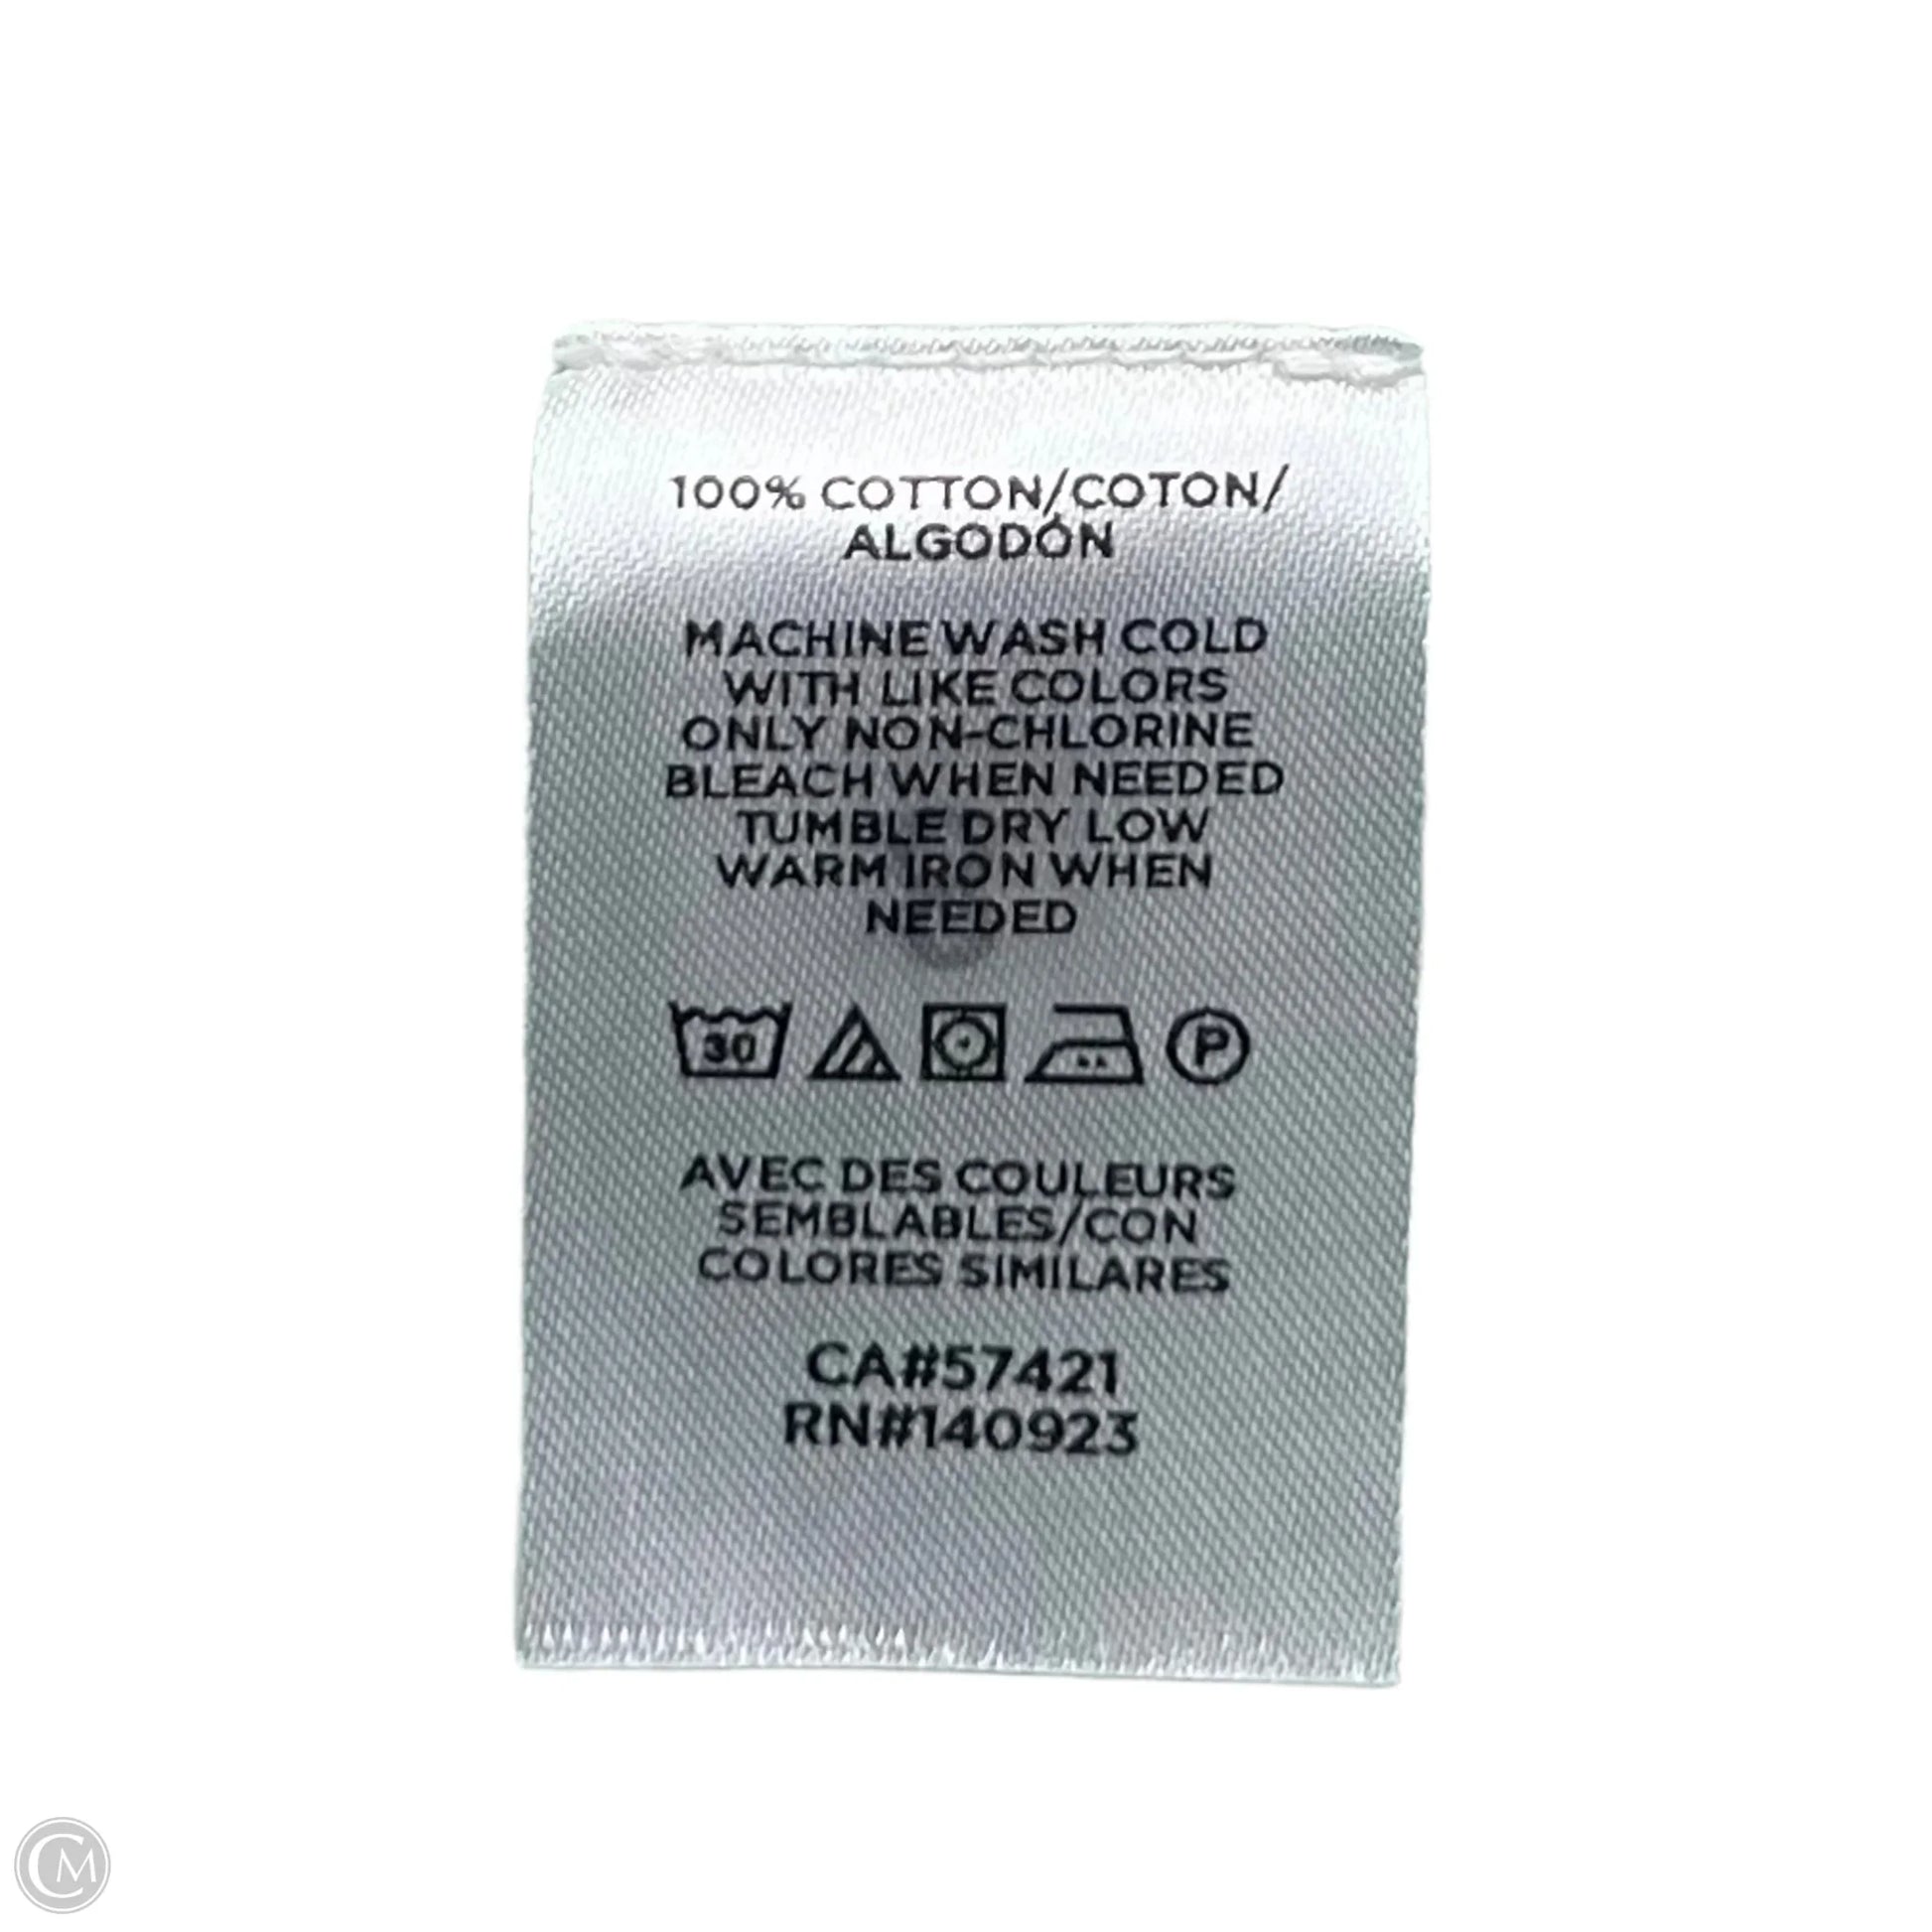 100% COTTON/COTON/
ALGODÓN
MACHINE WASH COLD
WITH LIKE COLORS
ONLY NON-CHLORINE
BLEACH WHEN NEEDED
TUMBLE DRY LOW
WARM IRON WHEN
NEEDED
30 P
AVEC DES COULEURS
SEMBLABLES/CON
COLORES SIMILARES
CA#57421
RN#140923
CM